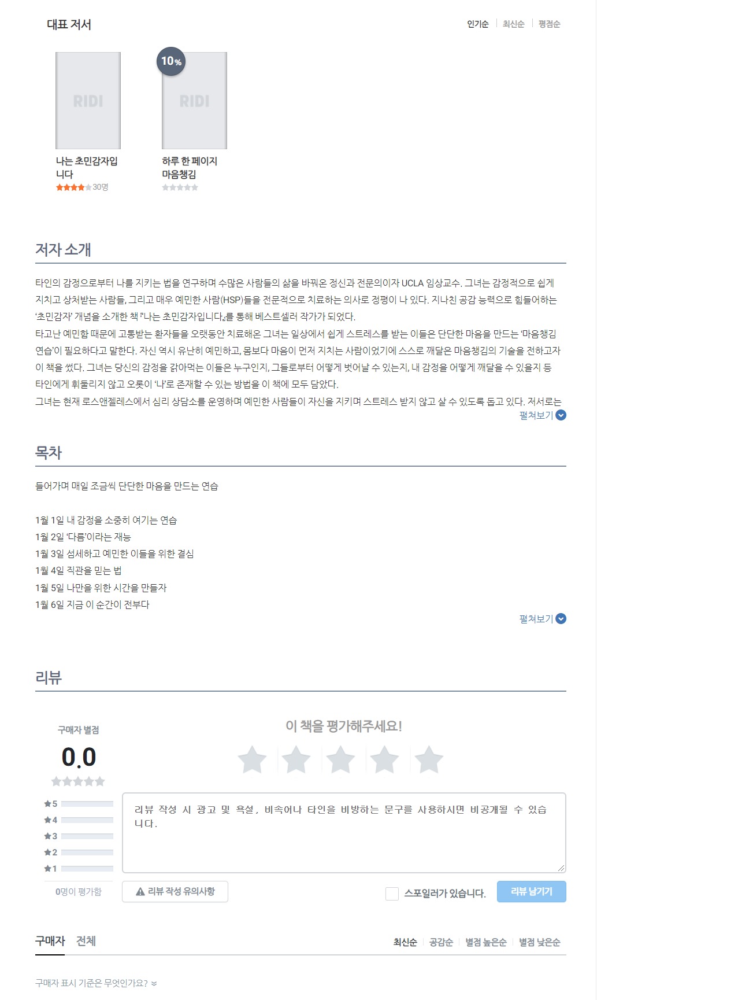 대표 저서
인기순 최신순 평점순
10%
RIDI RIDI
나는 초민감자입
니다
30명
하루 한 페이지
마음챙김
저자 소개
타인의 감정으로부터 나를 지키는 법을 연구하며 수많은 사람들의 삶을 바꿔온 정신과 전문의이자 UCLA 임상교수. 그녀는 감정적으로 쉽게
지치고 상처받는 사람들, 그리고 매우 예민한 사람(HSP)들을 전문적으로 치료하는 의사로 정평이 나 있다. 지나친 공감 능력으로 힘들어하는
‘초민감자’ 개념을 소개한 책 『나는 초민감자입니다』를 통해 베스트셀러 작가가 되었다.
타고난 예민함 때문에 고통받는 환자들을 오랫동안 치료해온 그녀는 일상에서 쉽게 스트레스를 받는 이들은 단단한 마음을 만드는 ‘마음챙김
연습’이 필요하다고 말한다. 자신 역시 유난히 예민하고, 몸보다 마음이 먼저 지치는 사람이었기에 스스로 깨달은 마음챙김의 기술을 전하고자
이 책을 썼다. 그녀는 당신의 감정을 갉아먹는 이들은 누구인지, 그들로부터 어떻게 벗어날 수 있는지, 내 감정을 어떻게 깨달을 수 있을지 등
타인에게 휘둘리지 않고 오롯이 ‘나’로 존재할 수 있는 방법을 이 책에 모두 담았다.
그녀는 현재 로스앤젤레스에서 심리 상담소를 운영하며 예민한 사람들이 자신을 지키며 스트레스 받지 않고 살 수 있도록 돕고 있다. 저서로는
펼쳐보기
목차
들어가며 매일 조금씩 단단한 마음을 만드는 연습
1월 1일 내 감정을 소중히 여기는 연습
1월 2일 ‘다름’이라는 재능
1월 3일 섬세하고 예민한 이들을 위한 결심
1월 4일 직관을 믿는 법
1월 5일 나만을 위한 시간을 만들자
1월 6일 지금 이 순간이 전부다
펼쳐보기
리뷰
구매자 별점
0.0
5
4
3
2
1
0명이 평가함
이 책을 평가해주세요!
리뷰 작성 시 광고 및 욕설, 비속어나 타인을 비방하는 문구를 사용하시면 비공개될 수 있습
니다.
리뷰 작성 유의사항
스포일러가 있습니다.
리뷰 남기기
구매자 전체
최신순 공감순 별점 높은순 별점 낮은순
구매자 표시 기준은 무엇인가요?